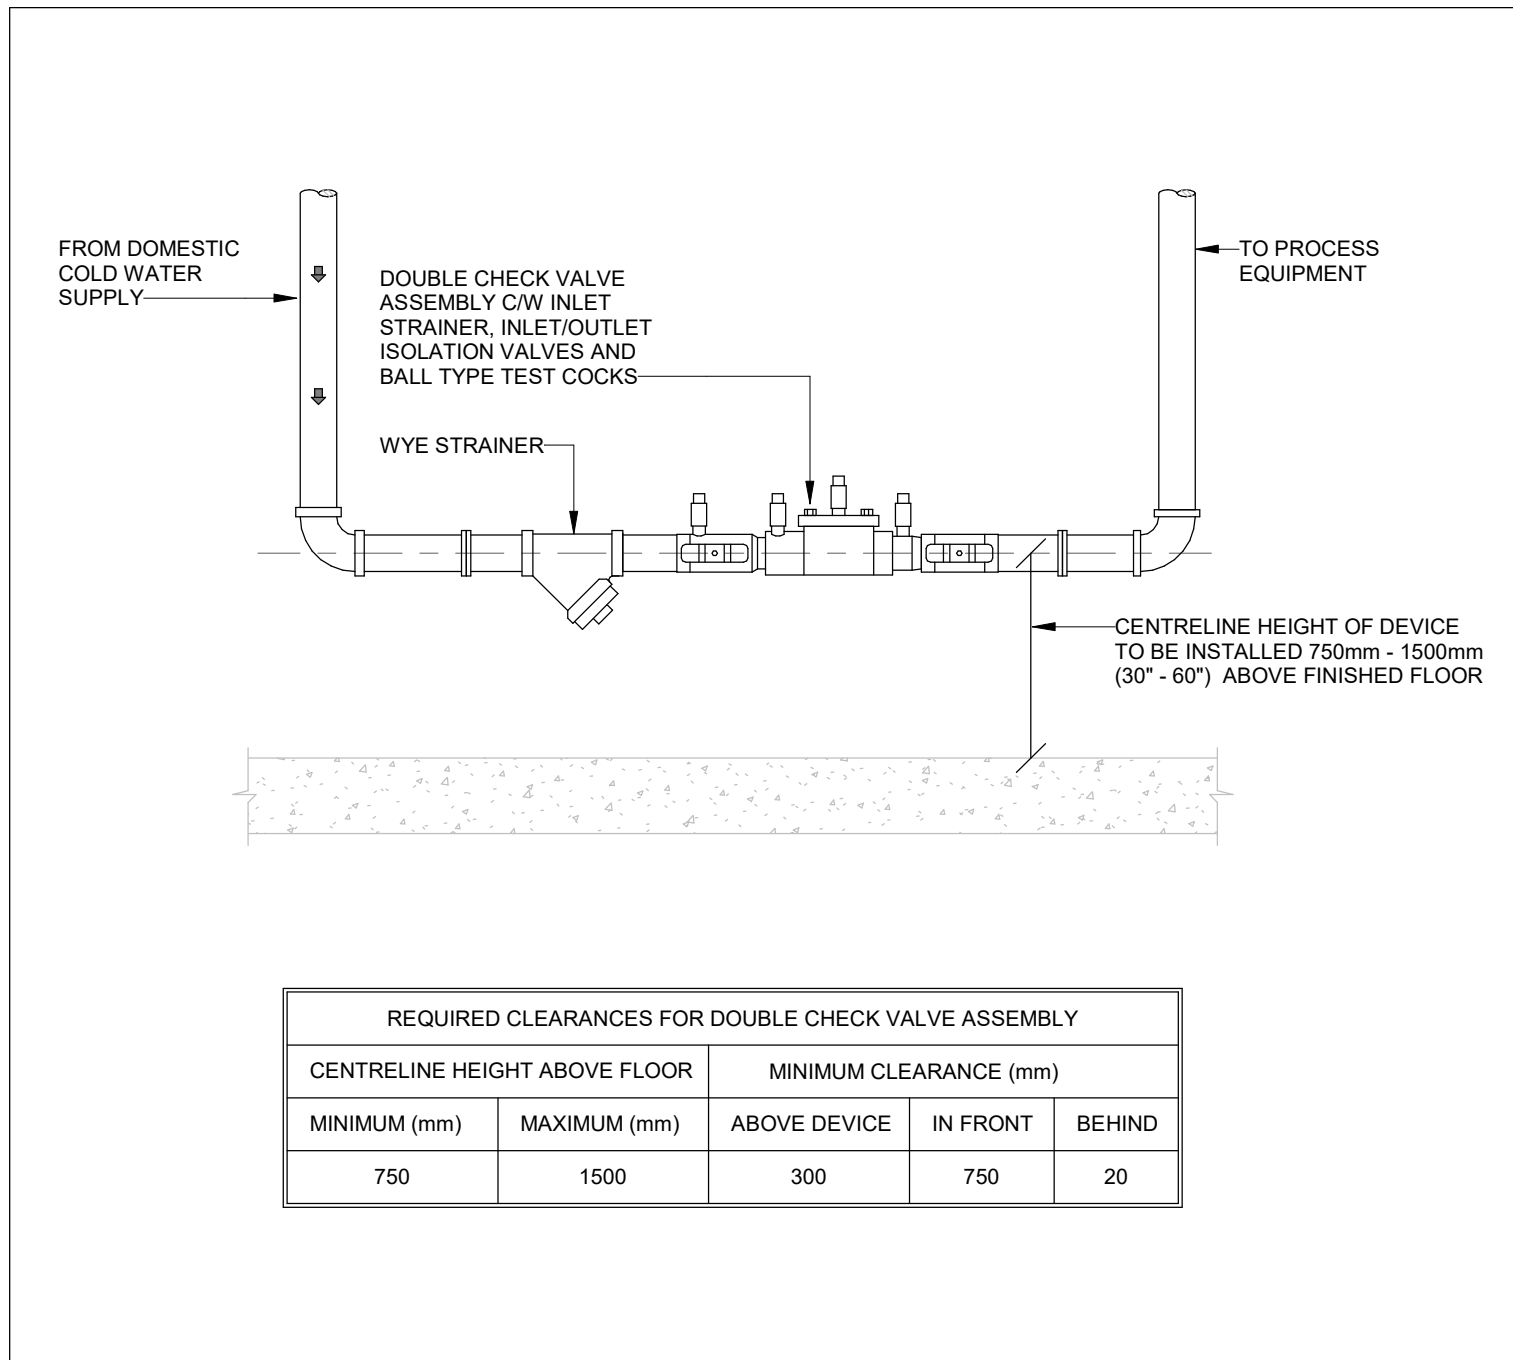 FROM DOMESTIC
COLD WATER
SUPPLY
DOUBLE CHECK VALVE
ASSEMBLY C/W INLET
STRAINER, INLET/OUTLET
ISOLATION VALVES AND
BALL TYPE TEST COCKS
WYE STRAINER
TO PROCESS
EQUIPMENT
CENTRELINE HEIGHT OF DEVICE
TO BE INSTALLED 750mm - 1500mm
(30" - 60") ABOVE FINISHED FLOOR
REQUIRED CLEARANCES FOR DOUBLE CHECK VALVE ASSEMBLY
CENTRELINE HEIGHT ABOVE FLOOR MINIMUM CLEARANCE (mm)
MINIMUM (mm) MAXIMUM (mm) ABOVE DEVICE IN FRONT BEHIND
750 1500 300 750 20